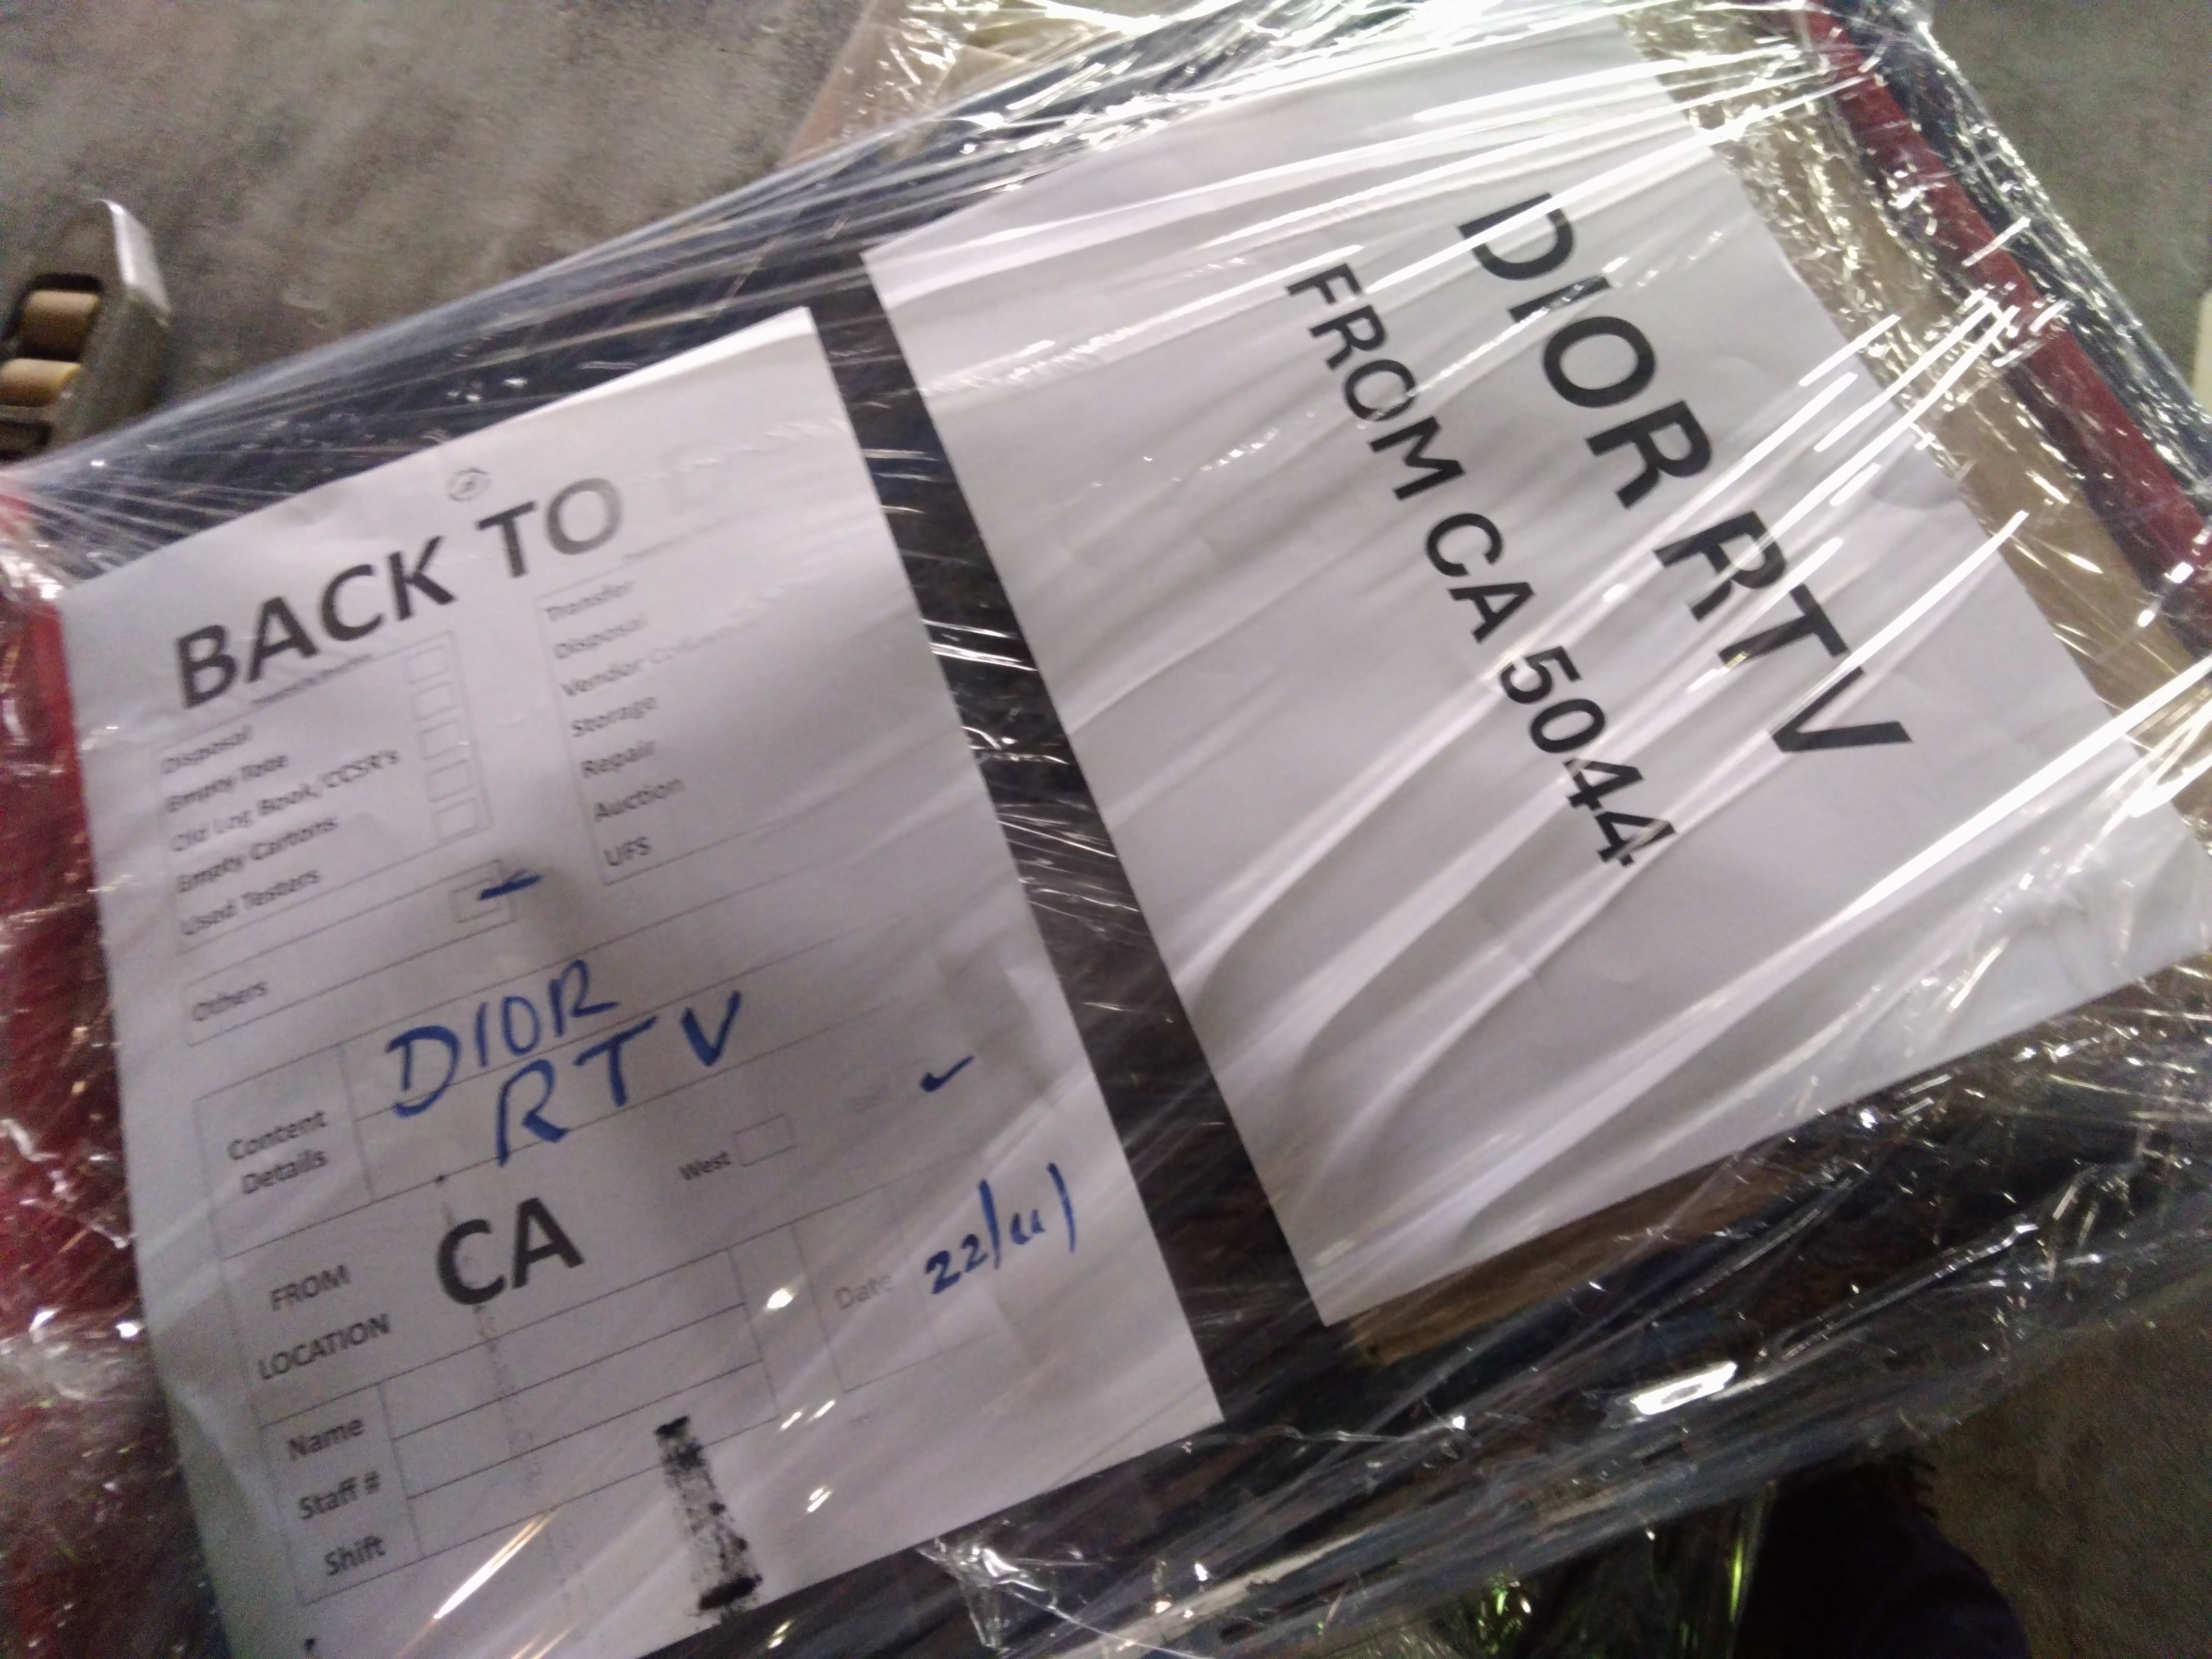 BACK TO
Disposal
Empty Tote
Old Log Book, CCSR's
Empty Cartons
Used Testers
Others
Transfer
Disposal
Vendor Collection
Storage
Repair
Auction
UFS
Content
Details
DIOR
RTV
West
FROM
LOCATION
CA
Date
Name
Staff #
Shift
DIOR RTV
FROM CA 5044